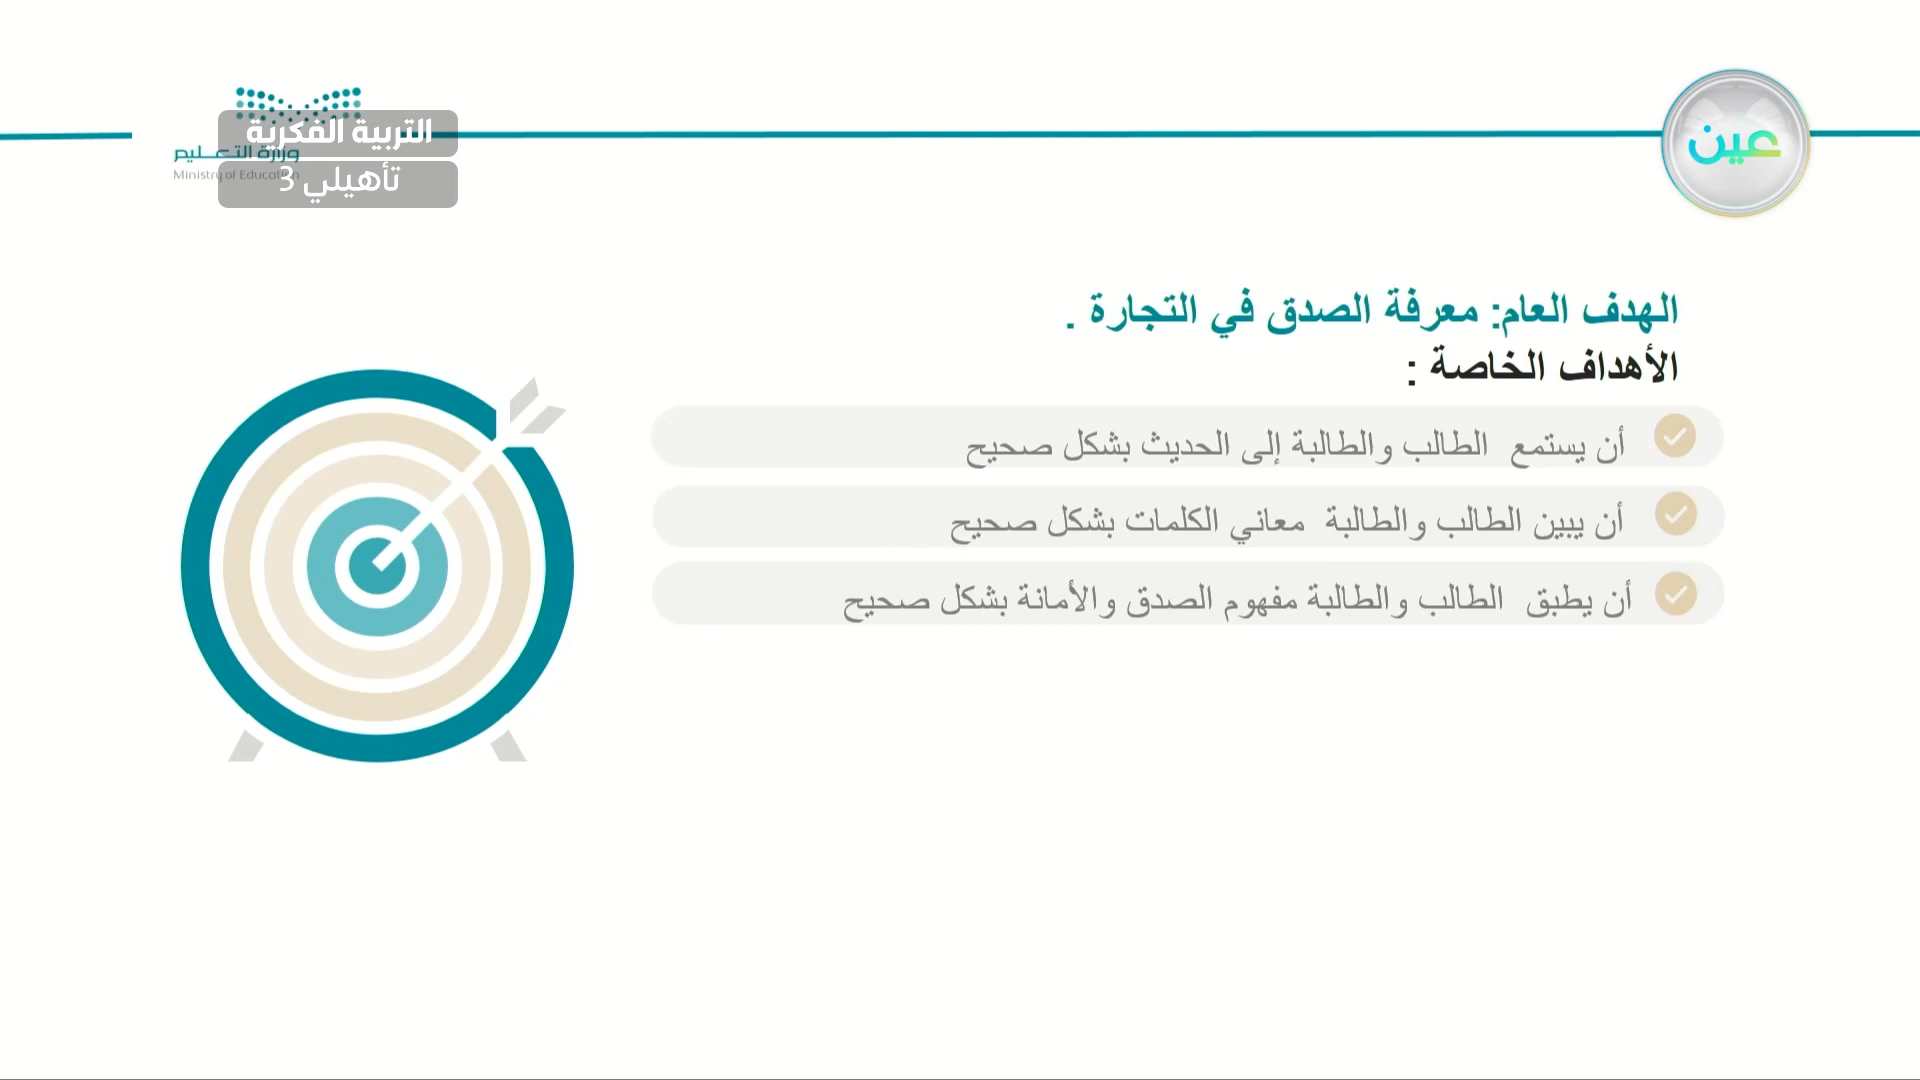 عين
التربية الفكرية
وزارة التعليم
Ministry of Education
تأهيلي 3
الهدف العام: معرفة الصدق في التجارة .
الأهداف الخاصة :
أن يستمع الطالب والطالبة إلى الحديث بشكل صحيح
أن يبين الطالب والطالبة معاني الكلمات بشكل صحيح
أن يطبق الطالب والطالبة مفهوم الصدق والأمانة بشكل صحيح